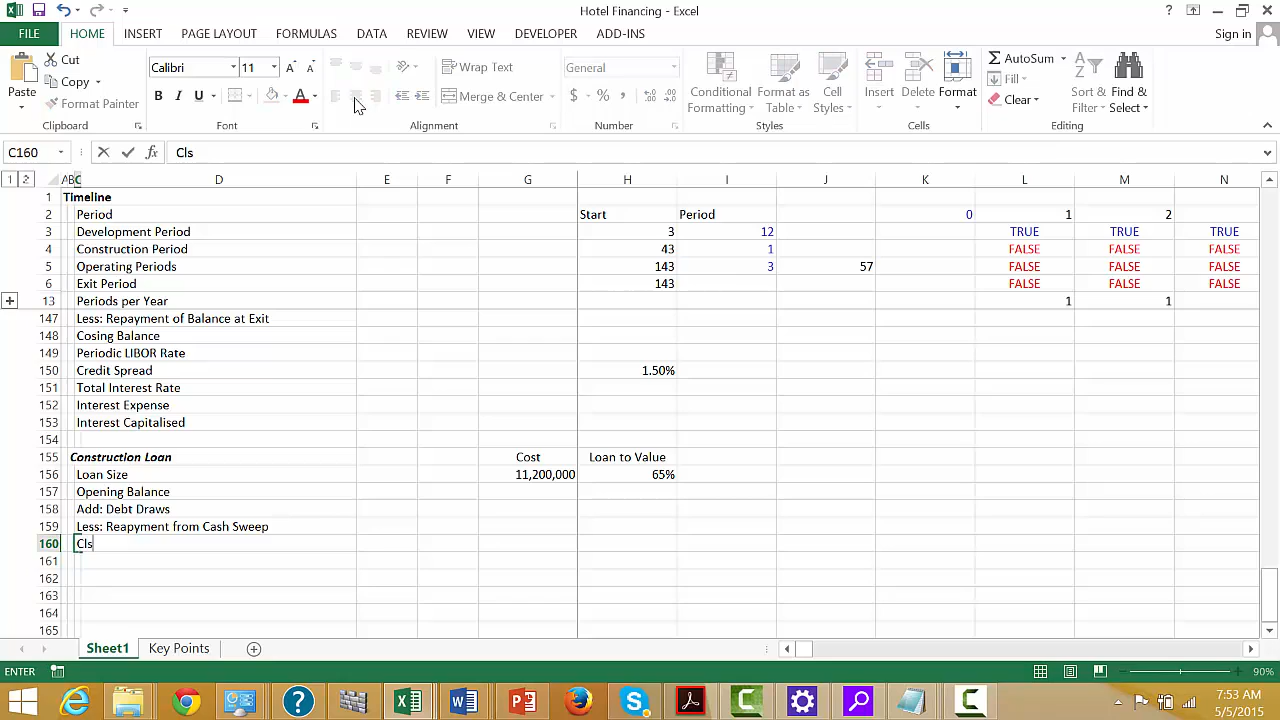 Hotel Financing - Excel
?
FILE HOME INSERT PAGE LAYOUT FORMULAS DATA REVIEW VIEW DEVELOPER ADD-INS Sign in
Paste Cut Copy Format Painter Clipboard
Calibri 11 A A B I U A Font
Wrap Text Merge & Center Alignment
General $ % , Number
Conditional Formatting Format as Table Cell Styles Styles
Insert Delete Format Cells
AutoSum Fill Clear Sort & Filter Find & Select Editing
C160 fx Cls
1 2 A B C D E F G H I J K L M N
1 Timeline
2 Period Start Period 0 1 2
3 Development Period 3 12 TRUE TRUE TRUE
4 Construction Period 43 1 FALSE FALSE FALSE
5 Operating Periods 143 3 57 FALSE FALSE FALSE
6 Exit Period 143 FALSE FALSE FALSE
13 Periods per Year 1 1
147 Less: Repayment of Balance at Exit
148 Cosing Balance
149 Periodic LIBOR Rate
150 Credit Spread 1.50%
151 Total Interest Rate
152 Interest Expense
153 Interest Capitalised
154
155 Construction Loan Cost Loan to Value
156 Loan Size 11,200,000 65%
157 Opening Balance
158 Add: Debt Draws
159 Less: Reapyment from Cash Sweep
160 Cls
161
162
163
164
165
Sheet1 Key Points
ENTER 90%
7:53 AM
5/5/2015